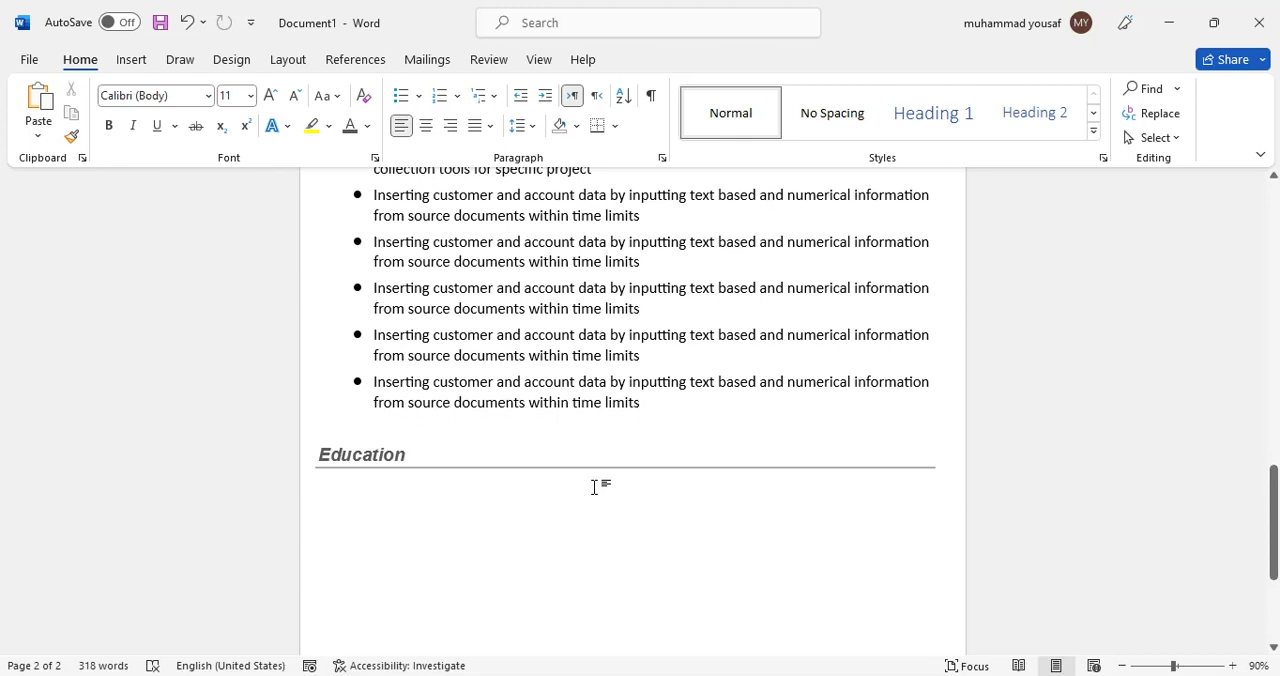 AutoSave Off Document1 - Word Search muhammad yousaf MY
File Home Insert Draw Design Layout References Mailings Review View Help Share
Paste Calibri (Body) 11 Aa Normal No Spacing Heading 1 Heading 2 Find
Replace
B I U ab x₂ x² A A Select
Clipboard Font Paragraph Styles Editing
collection tools for specific project
● Inserting customer and account data by inputting text based and numerical information
from source documents within time limits
● Inserting customer and account data by inputting text based and numerical information
from source documents within time limits
● Inserting customer and account data by inputting text based and numerical information
from source documents within time limits
● Inserting customer and account data by inputting text based and numerical information
from source documents within time limits
● Inserting customer and account data by inputting text based and numerical information
from source documents within time limits
Education
Page 2 of 2 318 words English (United States) Accessibility: Investigate Focus 90%